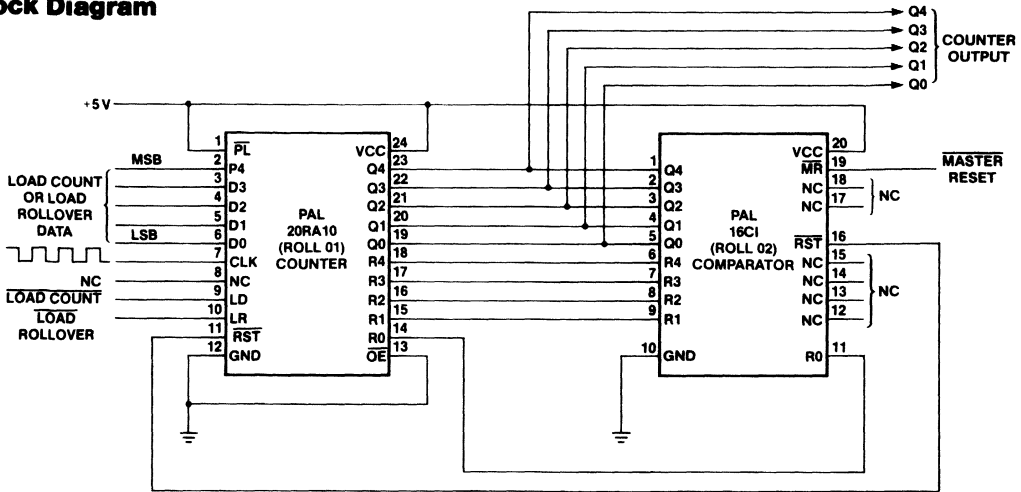 ock Diagram
Q4
Q3
Q2
Q1
Q0
COUNTER
OUTPUT
+5 V
MSB
LOAD COUNT
OR LOAD
ROLLOVER
DATA
LSB
NC
LOAD COUNT
LOAD
ROLLOVER
1 PL
2 P4
3 D3
4 D2
5 D1
6 D0
7 CLK
8 NC
9 LD
10 LR
11 RST
12 GND
PAL
20RA10
(ROLL 01)
COUNTER
VCC 24
Q4 23
Q3 22
Q2 21
Q1 20
Q0 19
R4 18
R3 17
R2 16
R1 15
R0 14
OE 13
1 Q4
2 Q3
3 Q2
4 Q1
5 Q0
6 R4
7 R3
8 R2
9 R1
10 GND
PAL
16CI
(ROLL 02)
COMPARATOR
VCC 20
MR 19
NC 18
NC 17
RST 16
NC 15
NC 14
NC 13
NC 12
R0 11
MASTER
RESET
NC
NC